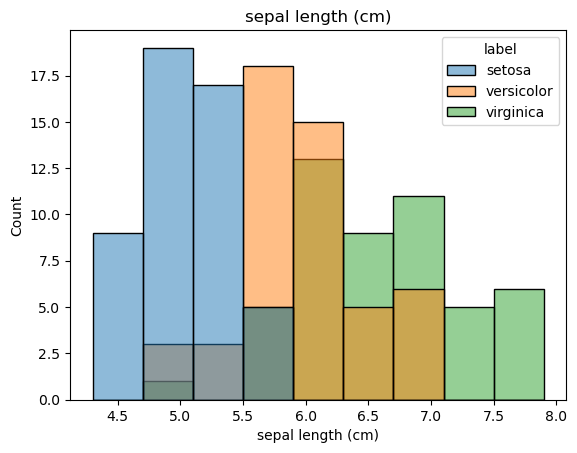 sepal length (cm)
label
setosa
versicolor
virginica
Count
17.5
15.0
12.5
10.0
7.5
5.0
2.5
0.0
4.5 5.0 5.5 6.0 6.5 7.0 7.5 8.0
sepal length (cm)